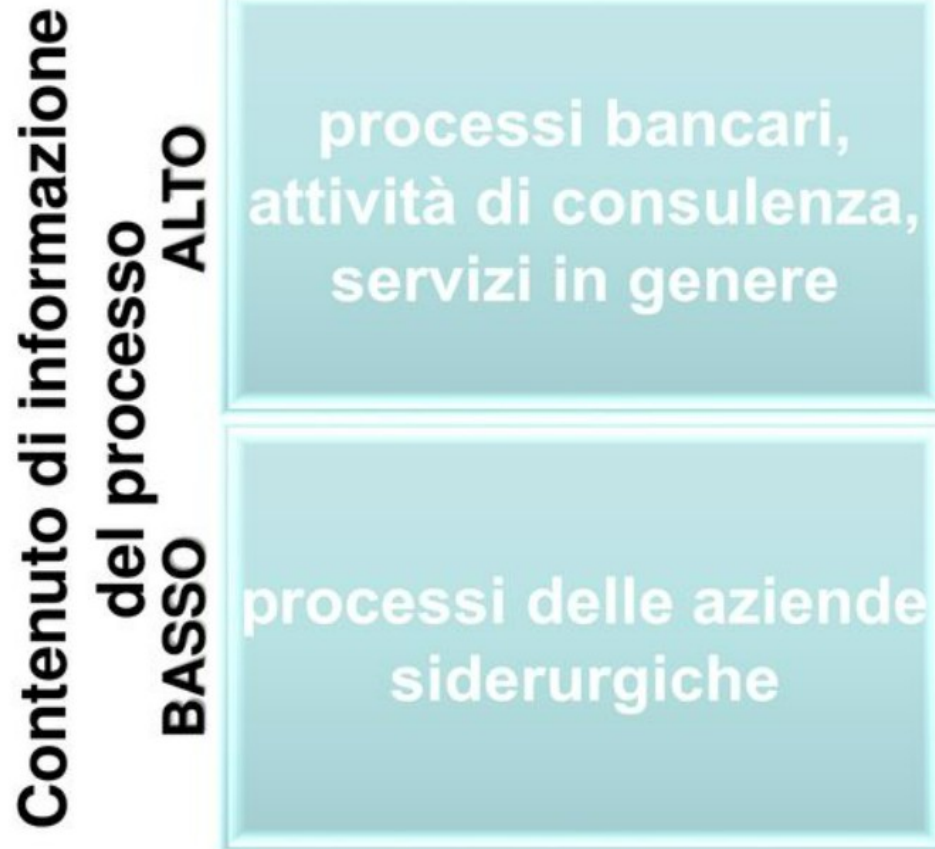 Contenuto di informazione
del processo
ALTO
processi bancari,
attività di consulenza,
servizi in genere
BASSO
processi delle aziende
siderurgiche